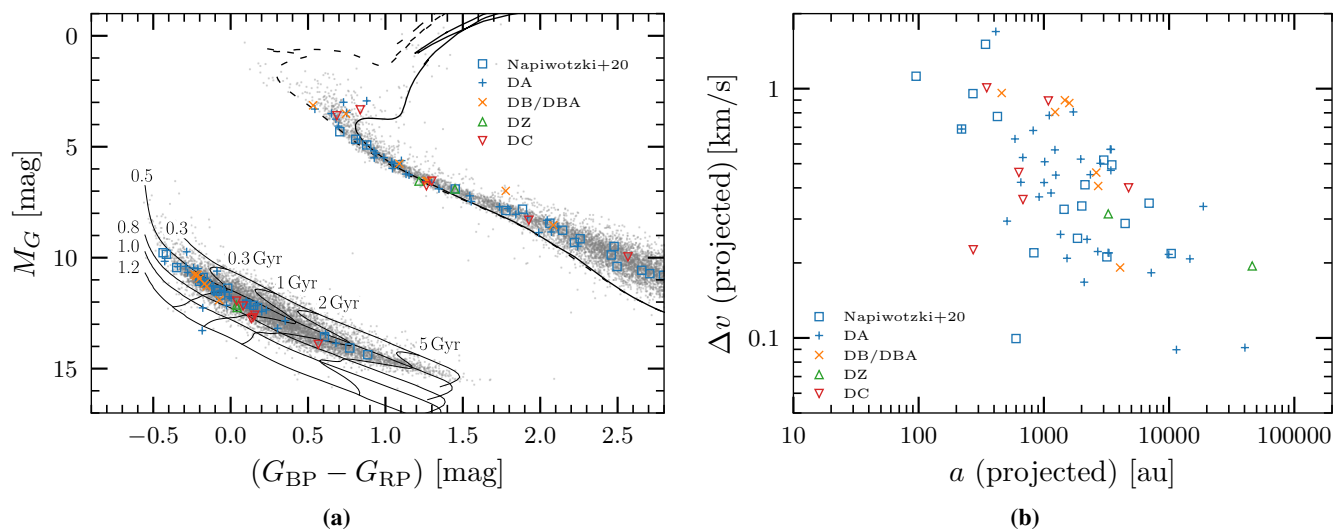 0
5
10
15
−0.5
0.0
0.5
1.0
1.5
2.0
2.5
M_G [mag]
(G_BP − G_RP) [mag]
Napiwotzki+20
DA
DB/DBA
DZ
DC
0.5
0.3
0.8
1.0
1.2
0.3 Gyr
1 Gyr
2 Gyr
5 Gyr
(a)
1
0.1
10
100
1000
10000
100000
Δv (projected) [km/s]
a (projected) [au]
Napiwotzki+20
DA
DB/DBA
DZ
DC
(b)